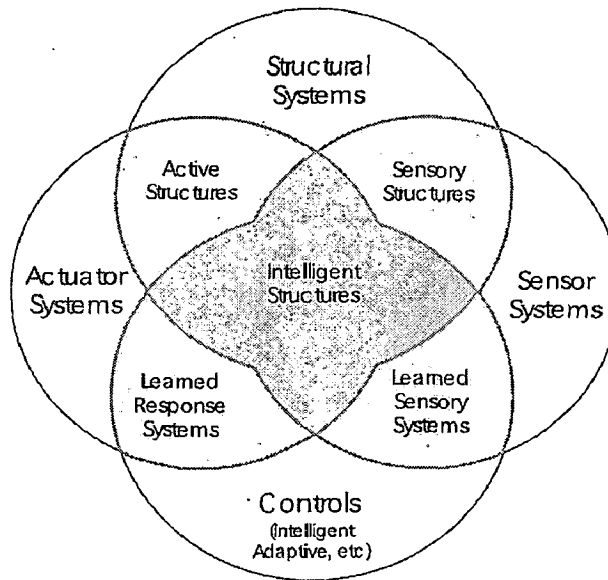 Structural
Systems
Active
Structures
Sensory
Structures
Actuator
Systems
Intelligent
Structures
Sensor
Systems
Learned
Response
Systems
Learned
Sensory
Systems
Controls
(Intelligent
Adaptive, etc)